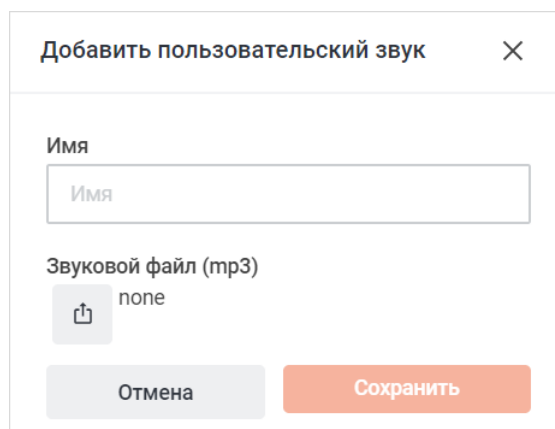 Добавить пользовательский звук
Имя
Имя
Звуковой файл (mp3)
none
Отмена
Сохранить